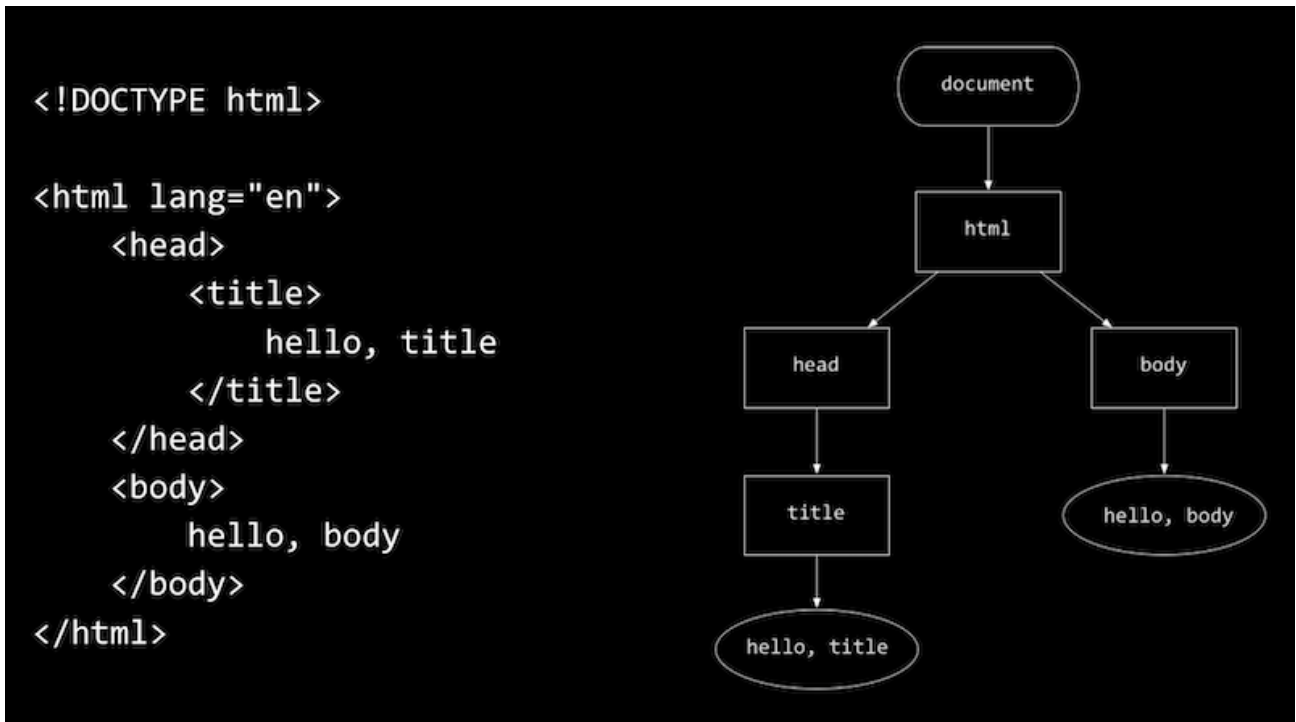 <!DOCTYPE html>
<html lang="en">
<head>
<title>
hello, title
</title>
</head>
<body>
hello, body
</body>
</html>
document
html
head
body
title
hello, body
hello, title